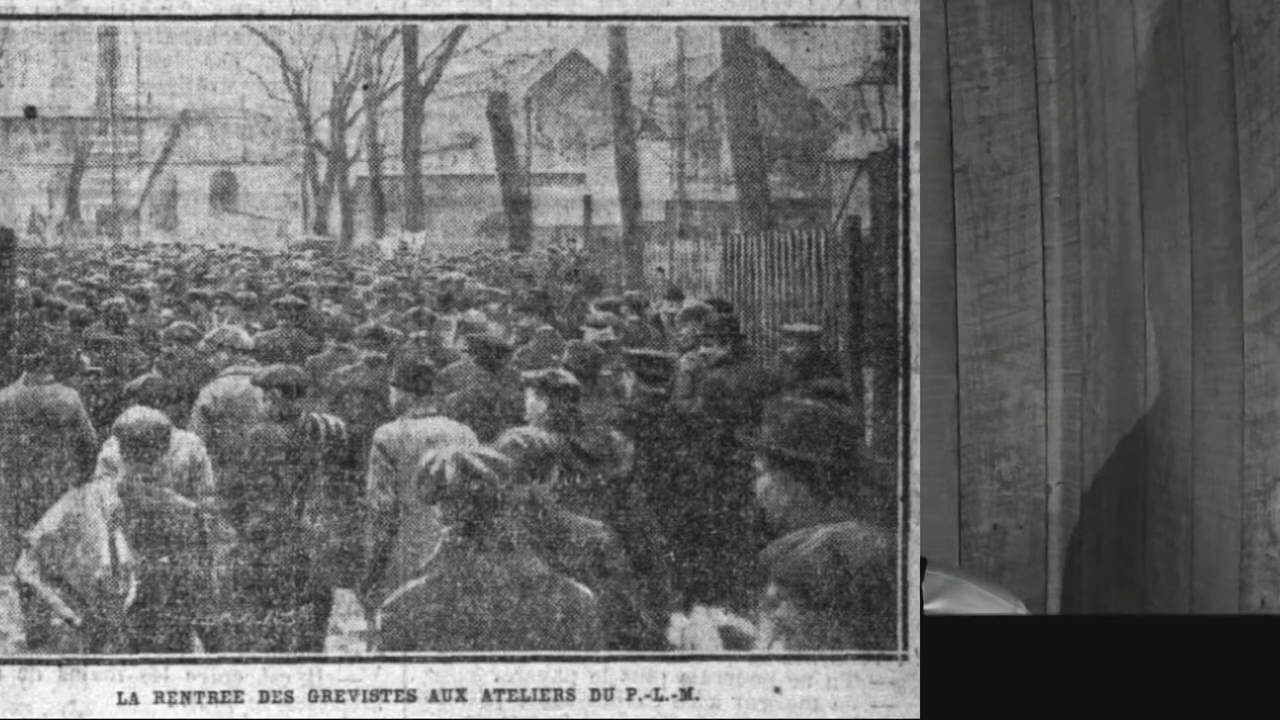 LA RENTREE DES GREVISTES AUX ATELIERS DU P.-L.-M.